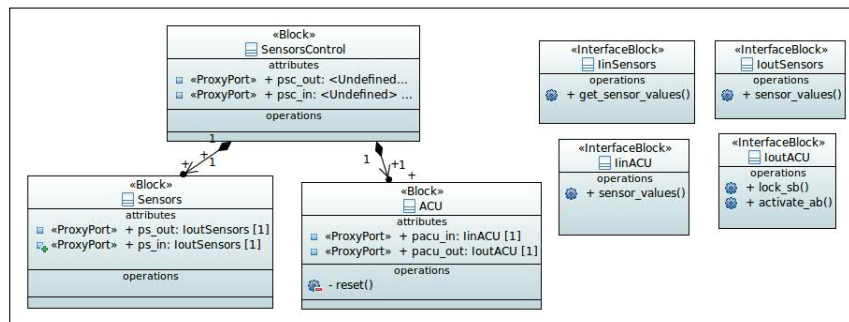 «Block»
SensorsControl
attributes
«ProxyPort» + psc_out: <Undefined...
«ProxyPort» + psc_in: <Undefined> ...
operations
1
+
1
1
+1
+
«Block»
Sensors
attributes
«ProxyPort» + ps_out: IoutSensors [1]
«ProxyPort» + ps_in: IoutSensors [1]
operations
«Block»
ACU
attributes
«ProxyPort» + pacu_in: IinACU [1]
«ProxyPort» + pacu_out: IoutACU [1]
operations
- reset()
«InterfaceBlock»
IinSensors
operations
+ get_sensor_values()
«InterfaceBlock»
IoutSensors
operations
+ sensor_values()
«InterfaceBlock»
IinACU
operations
+ sensor_values()
«InterfaceBlock»
IoutACU
operations
+ lock_sb()
+ activate_ab()